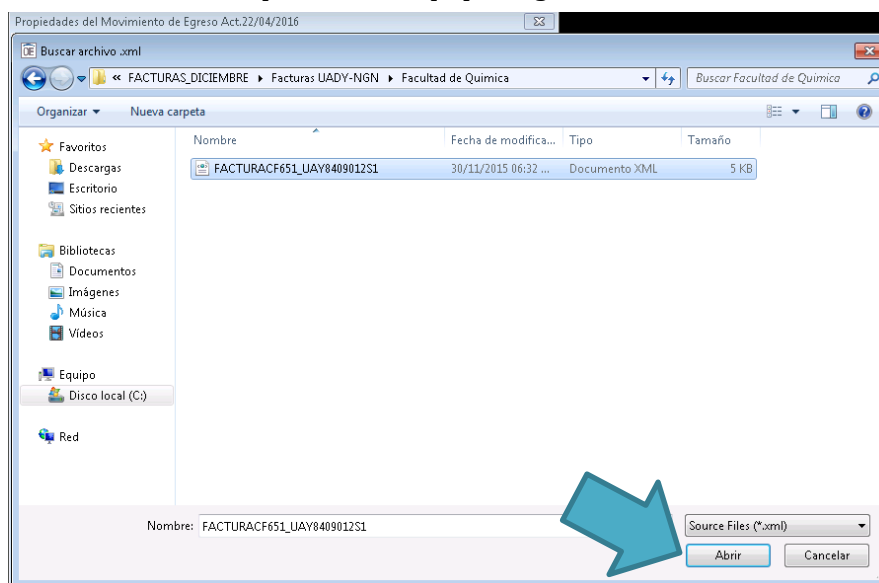 Propiedades del Movimiento de Egreso Act.22/04/2016
Buscar archivo .xml
« FACTURAS_DICIEMBRE ▸ Facturas UADY-NGN ▸ Facultad de Quimica
Buscar Facultad de Quimica
Organizar
Nueva carpeta
Favoritos
Descargas
Escritorio
Sitios recientes
Bibliotecas
Documentos
Imágenes
Música
Vídeos
Equipo
Disco local (C:)
Red
Nombre Fecha de modifica... Tipo Tamaño
FACTURACF651_UAY8409012S1 30/11/2015 06:32 ... Documento XML 5 KB
Nombre: FACTURACF651_UAY8409012S1
Source Files (*.xml)
Abrir
Cancelar